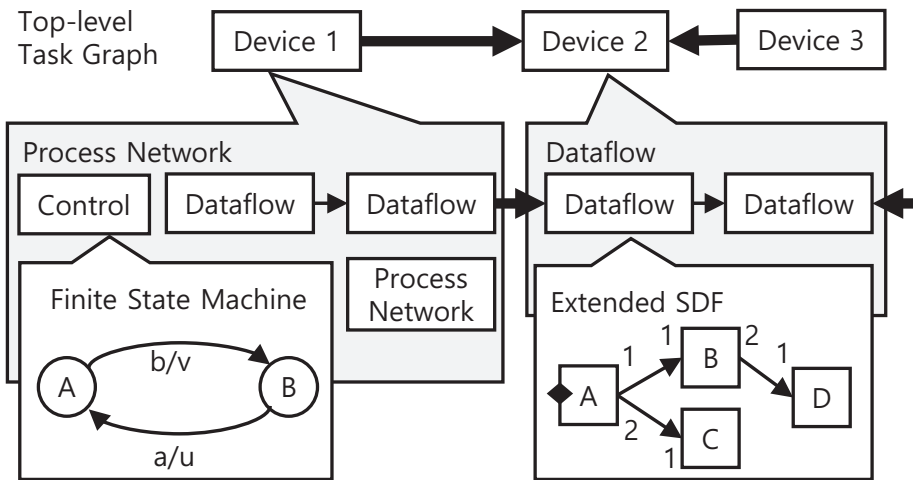 Top-level
Task Graph
Device 1
Device 2
Device 3
Process Network
Control
Dataflow
Dataflow
Process
Network
Finite State Machine
A
b/v
B
a/u
Dataflow
Dataflow
Dataflow
Extended SDF
A
1
1
B
2
1
D
2
1
C